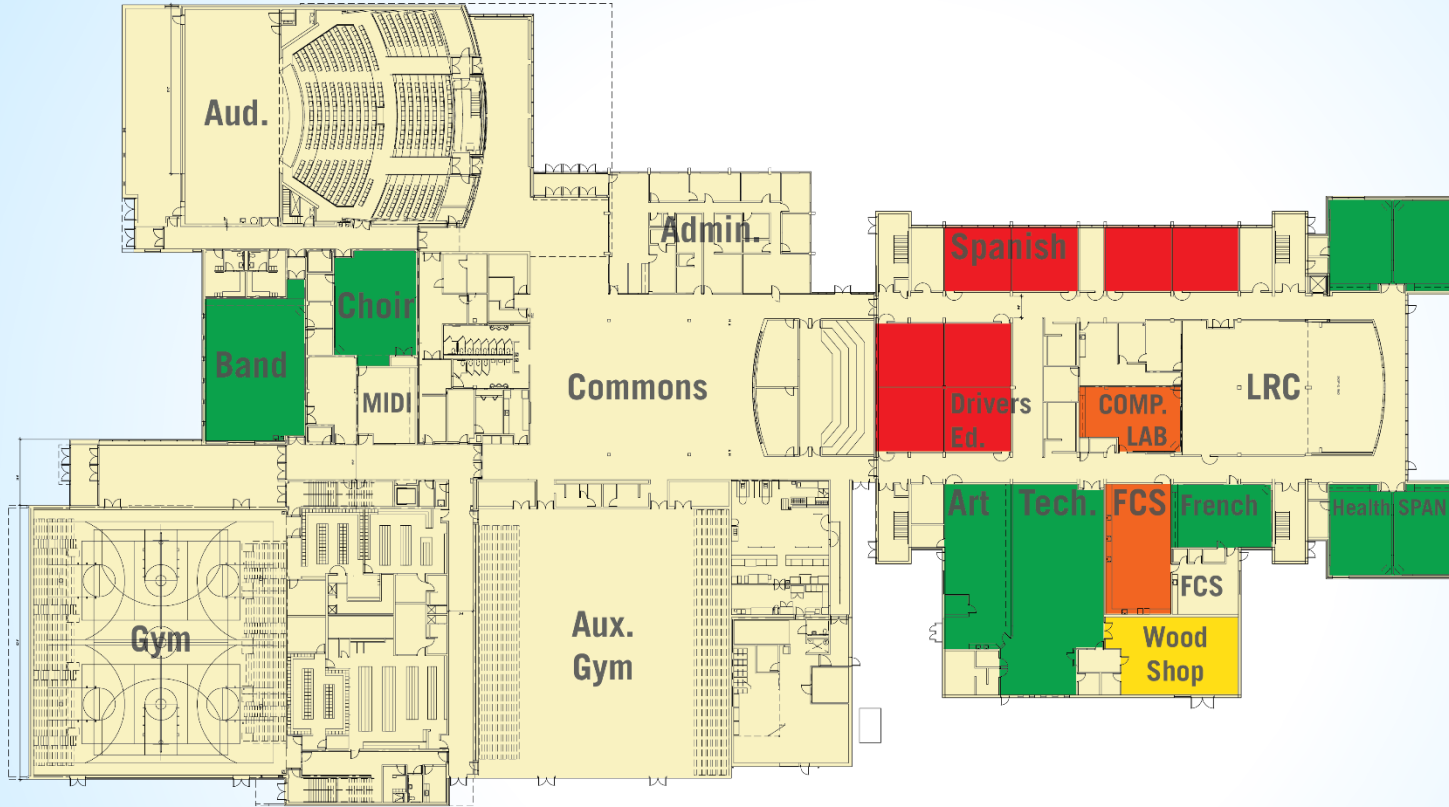 Aud.
Admin.
Spanish
Choir
Band
MIDI
Commons
Drivers
Ed.
COMP.
LAB
LRC
Art
Tech.
FCS
French
Health
SPAN
FCS
Gym
Aux.
Gym
Wood
Shop